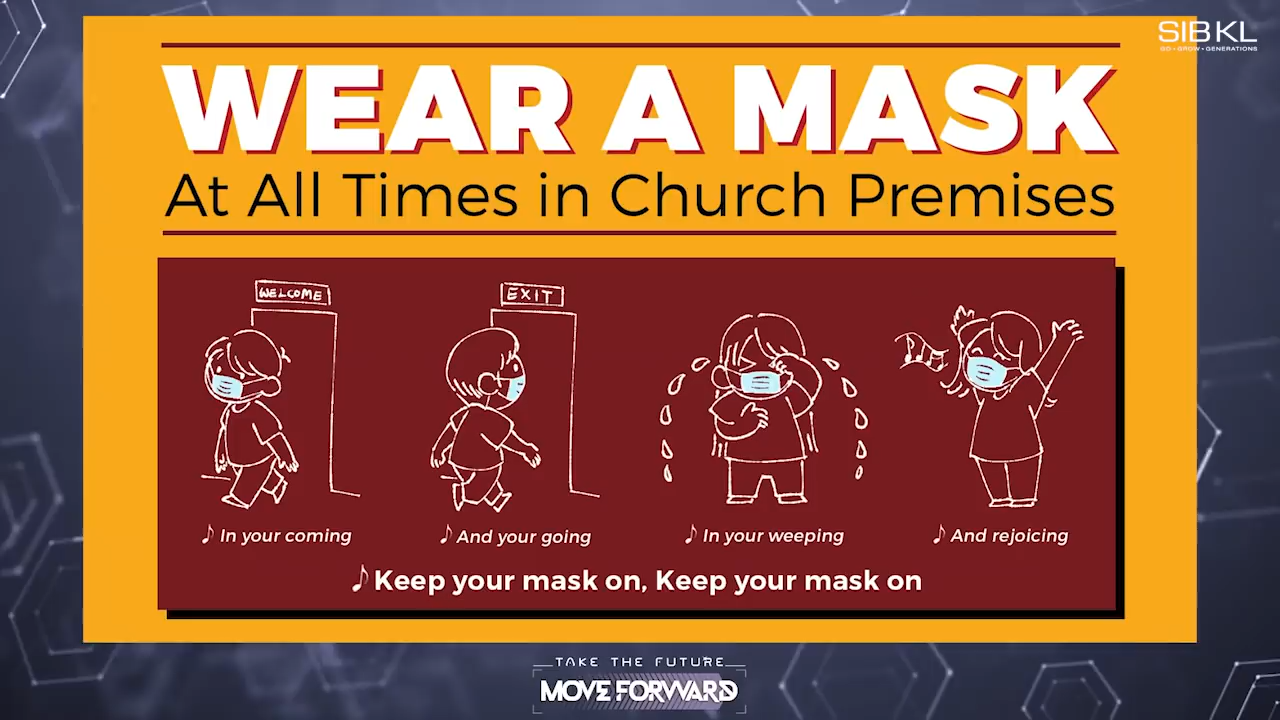 SIBKL
GO • GROW • GENERATIONS
WEAR A MASK
At All Times in Church Premises
WELCOME
EXIT
♪ In your coming
♪ And your going
♪ In your weeping
♪ And rejoicing
♪ Keep your mask on, Keep your mask on
TAKE THE FUTURE
MOVE FORWARD